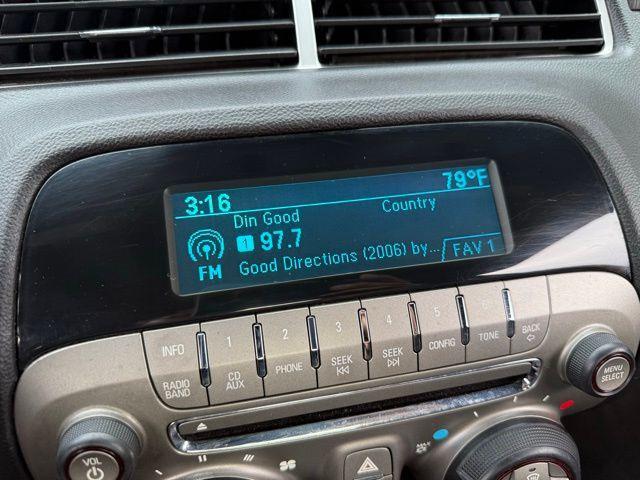 3:16 79°F
Din Good Country
1 97.7
FM Good Directions (2006) by... FAV 1
INFO 1 2 3 4 5 6 BACK
RADIO BAND CD AUX PHONE SEEK SEEK CONFIG TONE
MENU SELECT
VOL
MAX